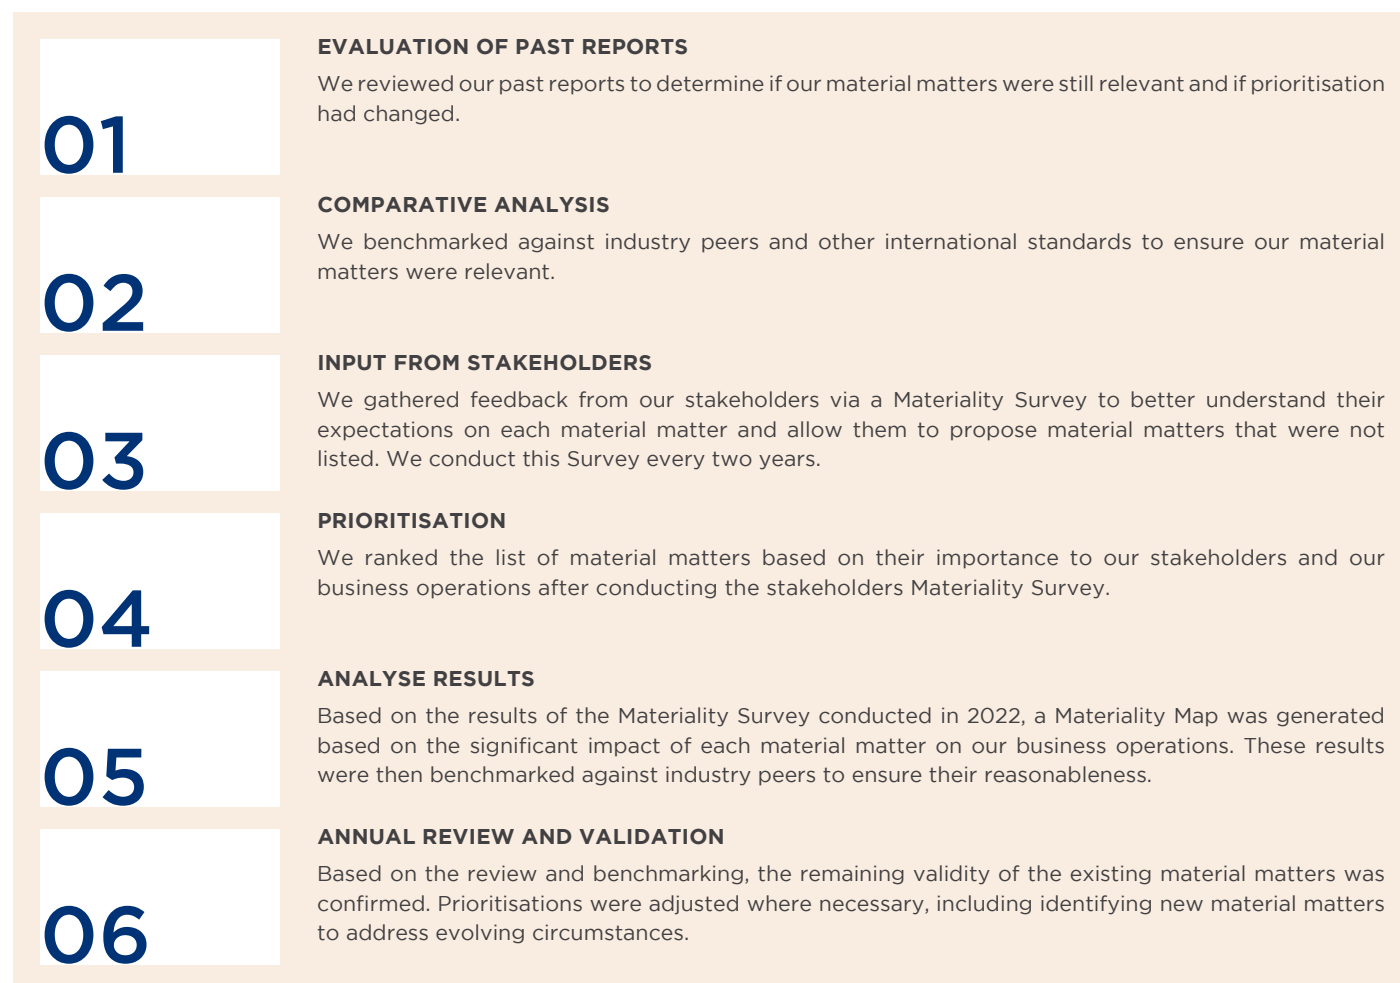 01
EVALUATION OF PAST REPORTS
We reviewed our past reports to determine if our material matters were still relevant and if prioritisation
had changed.
02
COMPARATIVE ANALYSIS
We benchmarked against industry peers and other international standards to ensure our material
matters were relevant.
03
INPUT FROM STAKEHOLDERS
We gathered feedback from our stakeholders via a Materiality Survey to better understand their
expectations on each material matter and allow them to propose material matters that were not
listed. We conduct this Survey every two years.
04
PRIORITISATION
We ranked the list of material matters based on their importance to our stakeholders and our
business operations after conducting the stakeholders Materiality Survey.
05
ANALYSE RESULTS
Based on the results of the Materiality Survey conducted in 2022, a Materiality Map was generated
based on the significant impact of each material matter on our business operations. These results
were then benchmarked against industry peers to ensure their reasonableness.
06
ANNUAL REVIEW AND VALIDATION
Based on the review and benchmarking, the remaining validity of the existing material matters was
confirmed. Prioritisations were adjusted where necessary, including identifying new material matters
to address evolving circumstances.